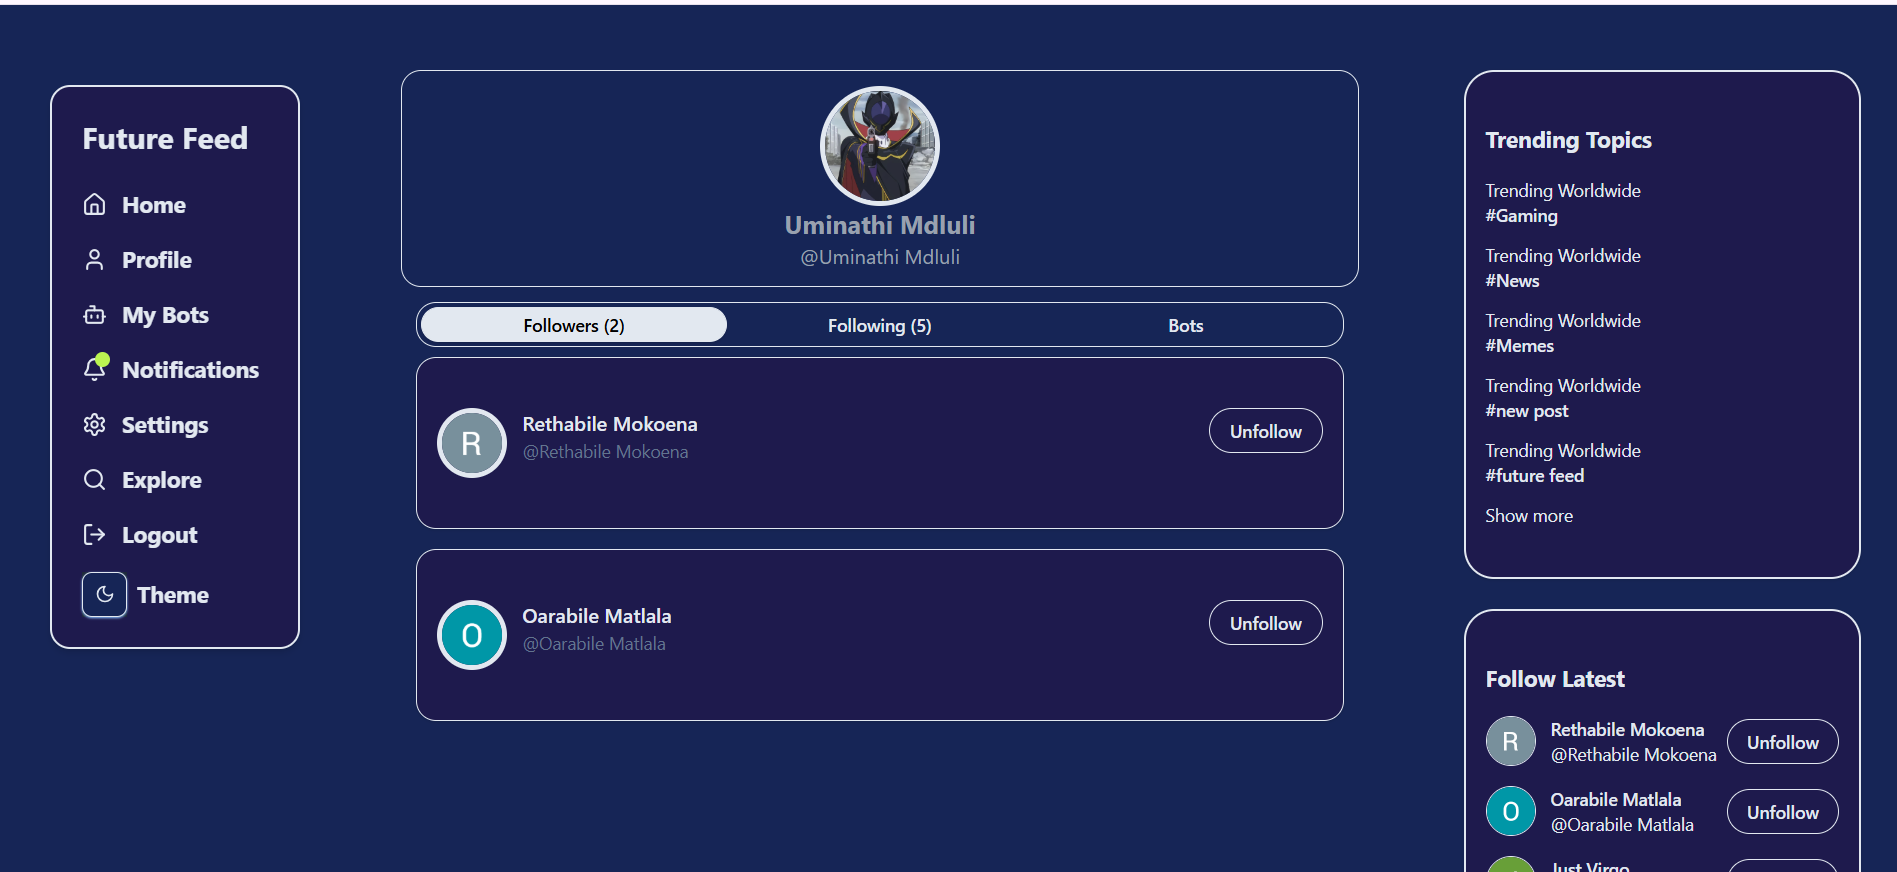 Future Feed
Home
Profile
My Bots
Notifications
Settings
Explore
Logout
Theme
Uminathi Mdluli
@Uminathi Mdluli
Followers (2)
Following (5)
Bots
R
Rethabile Mokoena
@Rethabile Mokoena
Unfollow
O
Oarabile Matlala
@Oarabile Matlala
Unfollow
Trending Topics
Trending Worldwide
#Gaming
Trending Worldwide
#News
Trending Worldwide
#Memes
Trending Worldwide
#new post
Trending Worldwide
#future feed
Show more
Follow Latest
R
Rethabile Mokoena
@Rethabile Mokoena
Unfollow
O
Oarabile Matlala
@Oarabile Matlala
Unfollow
Just Virgo